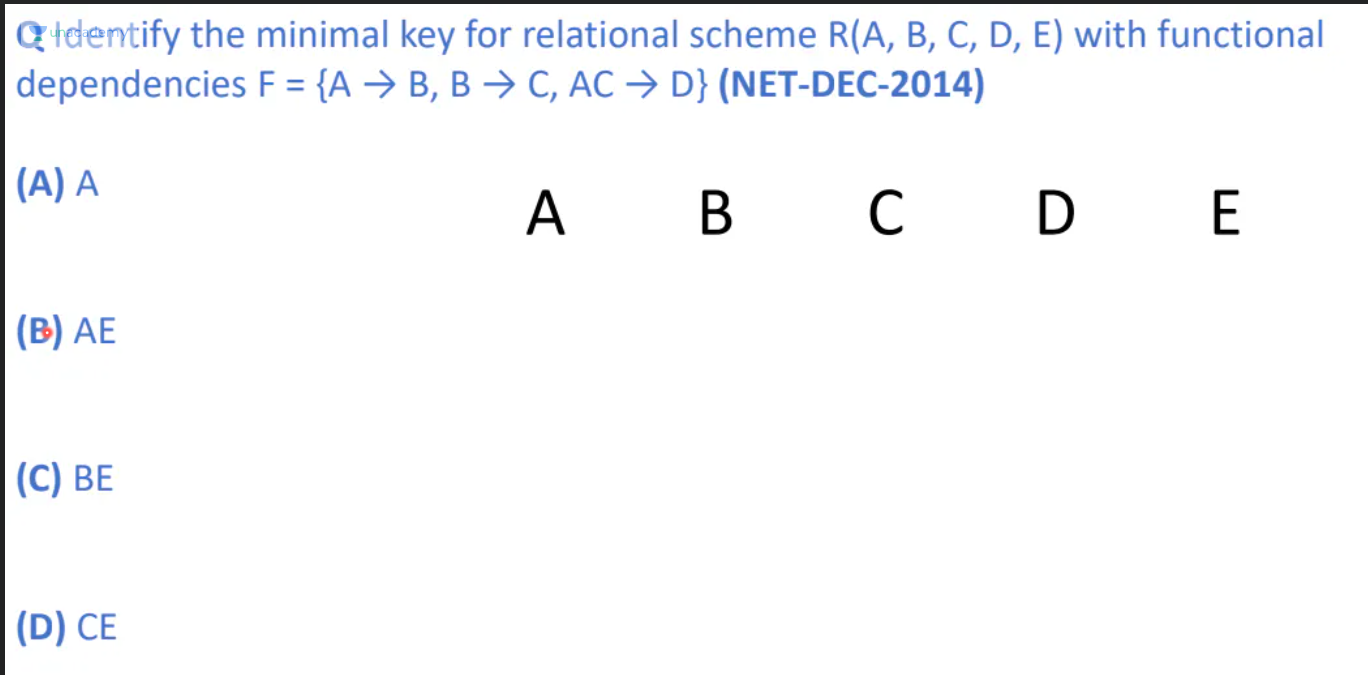 Q Identify the minimal key for relational scheme R(A, B, C, D, E) with functional
unacademy
dependencies F = {A → B, B → C, AC → D} (NET-DEC-2014)
(A) A
A B C D E
(B) AE
(C) BE
(D) CE